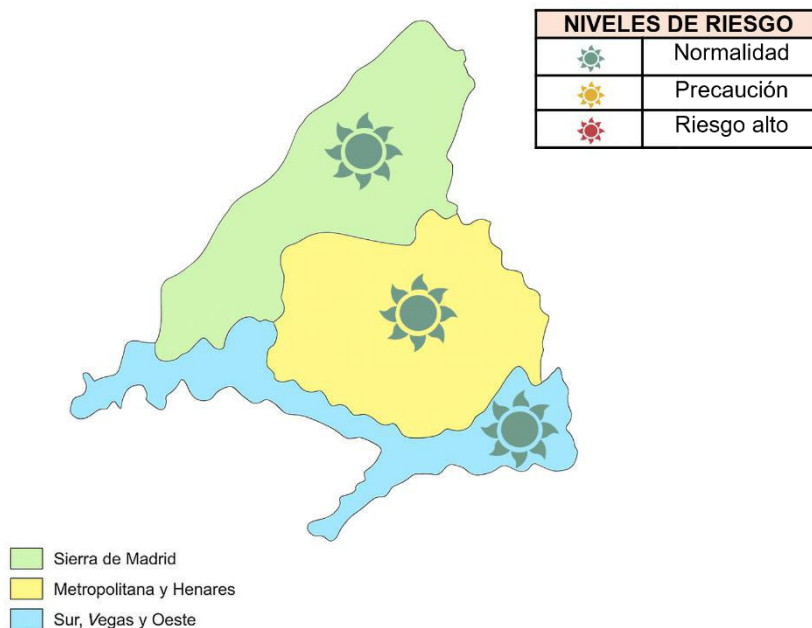 NIVELES DE RIESGO
Normalidad
Precaución
Riesgo alto
Sierra de Madrid
Metropolitana y Henares
Sur, Vegas y Oeste